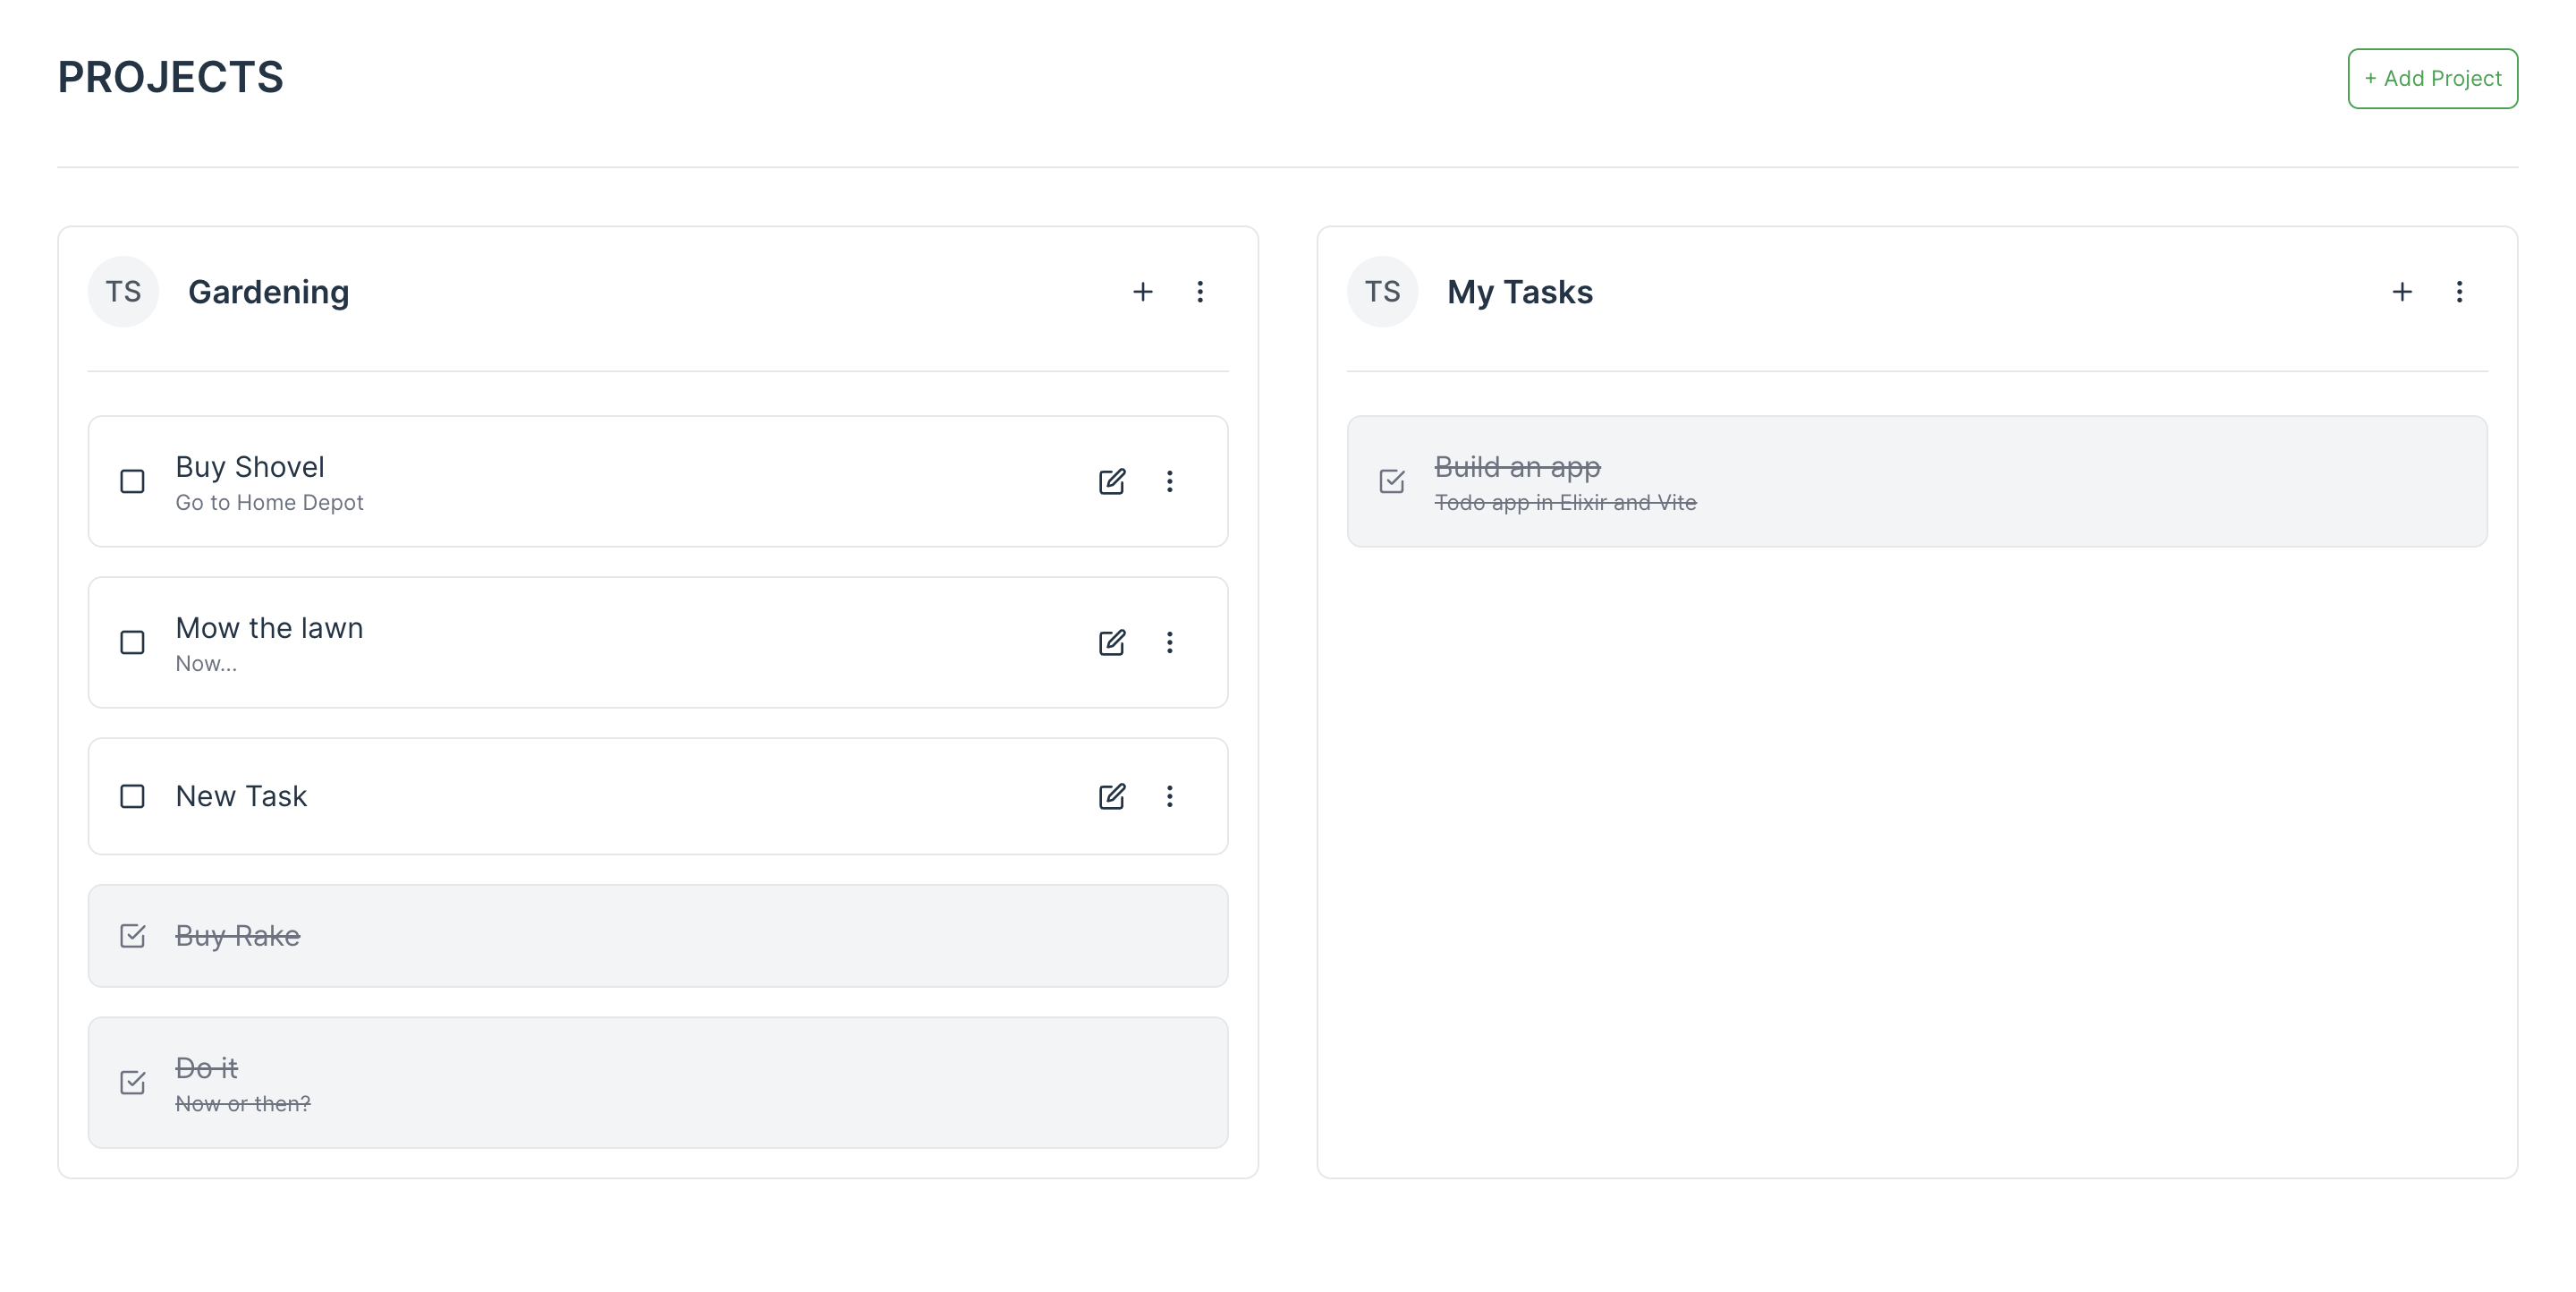 PROJECTS
+ Add Project
TS
Gardening
Buy Shovel
Go to Home Depot
Mow the lawn
Now...
New Task
Buy Rake
Do it
Now or then?
TS
My Tasks
Build an app
Todo app in Elixir and Vite